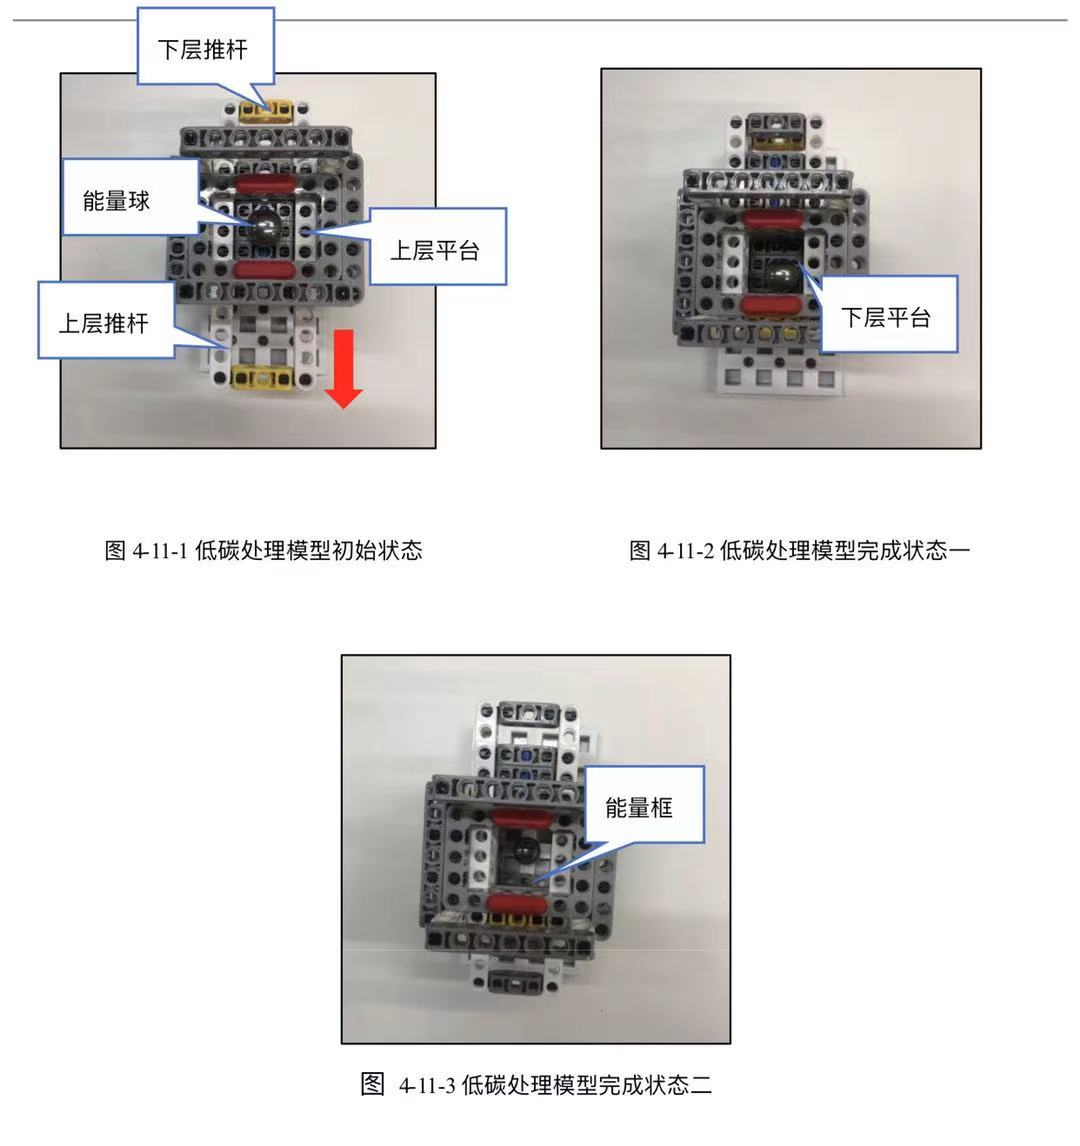 下层推杆
能量球
上层平台
上层推杆
下层平台
图 4-11-1 低碳处理模型初始状态
图 4-11-2 低碳处理模型完成状态一
能量框
图 4-11-3 低碳处理模型完成状态二